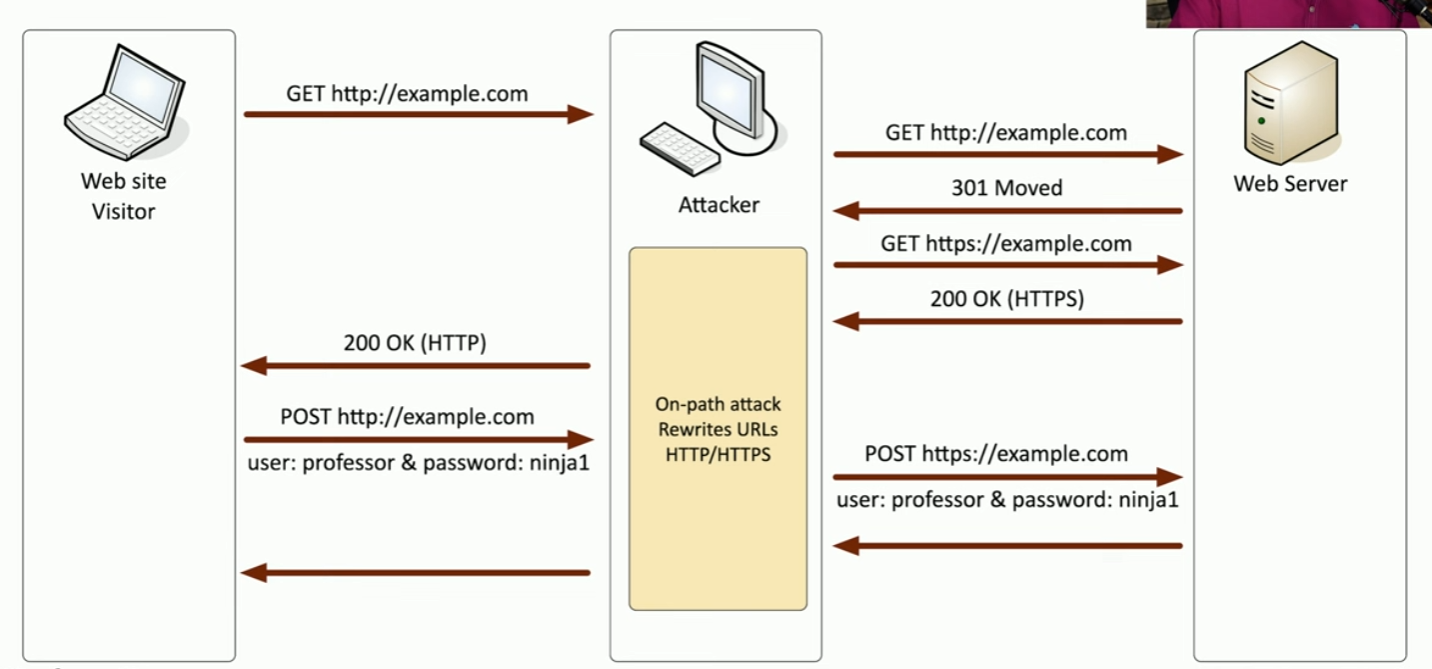 GET http://example.com
GET http://example.com
Web site
Visitor
Attacker
Web Server
301 Moved
GET https://example.com
200 OK (HTTPS)
200 OK (HTTP)
On-path attack
Rewrites URLs
HTTP/HTTPS
POST http://example.com
user: professor & password: ninja1
POST https://example.com
user: professor & password: ninja1